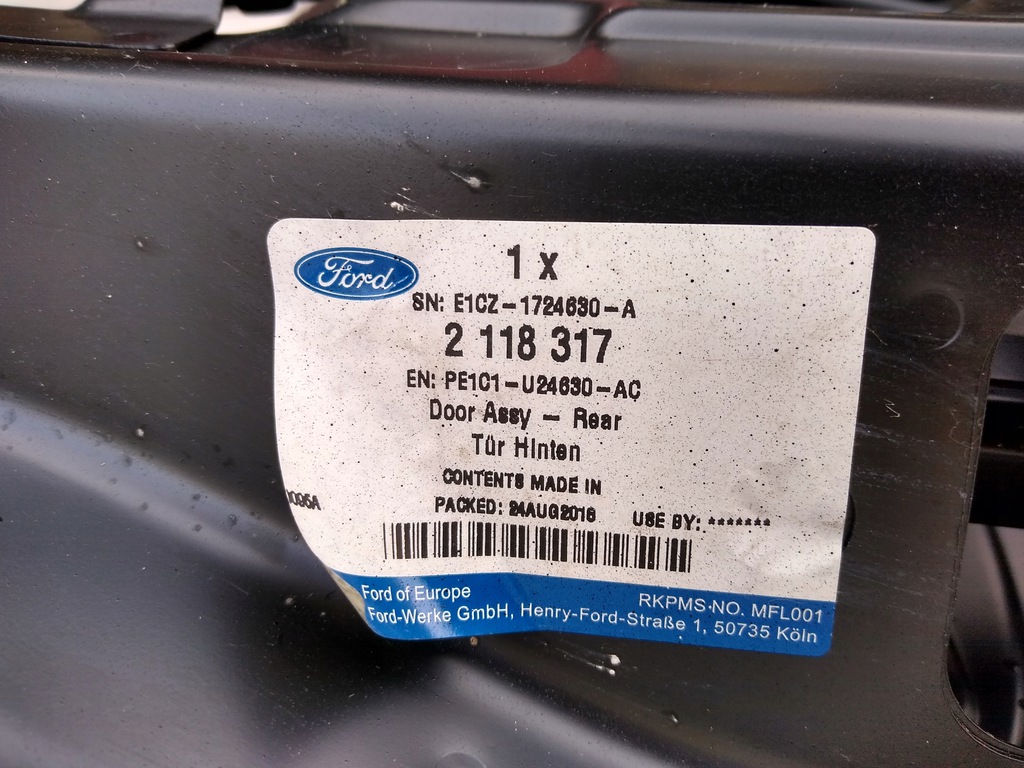 Ford
1 x
SN: E1CZ-1724630-A
2 118 317
EN: PE1C1-U24630-AC
Door Assy - Rear
Tür Hinten
CONTENTS MADE IN
1095A
PACKED: 24AUG2016 USE BY: *******
Ford of Europe
RKPMS-NO. MFL001
Ford-Werke GmbH, Henry-Ford-Straße 1, 50735 Köln